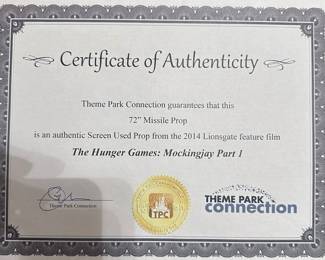 Certificate of Authenticity
Theme Park Connection guarantees that this
72" Missile Prop
is an authentic Screen Used Prop from the 2014 Lionsgate feature film
The Hunger Games: Mockingjay Part 1
Theme Park Connection
TPC
THEME PARK
connection